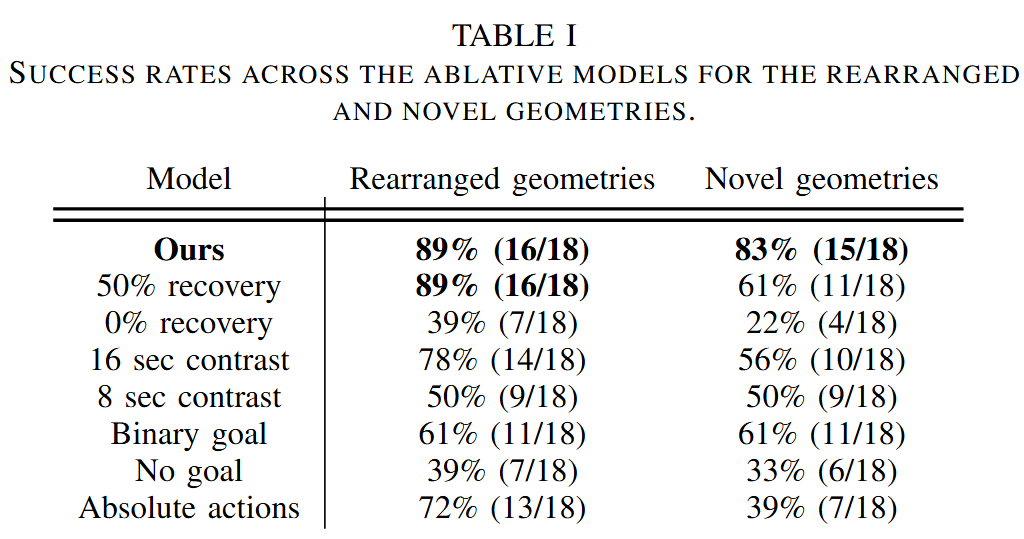 TABLE I
SUCCESS RATES ACROSS THE ABLATIVE MODELS FOR THE REARRANGED
AND NOVEL GEOMETRIES.
Model Rearranged geometries Novel geometries
Ours 89% (16/18) 83% (15/18)
50% recovery 89% (16/18) 61% (11/18)
0% recovery 39% (7/18) 22% (4/18)
16 sec contrast 78% (14/18) 56% (10/18)
8 sec contrast 50% (9/18) 50% (9/18)
Binary goal 61% (11/18) 61% (11/18)
No goal 39% (7/18) 33% (6/18)
Absolute actions 72% (13/18) 39% (7/18)